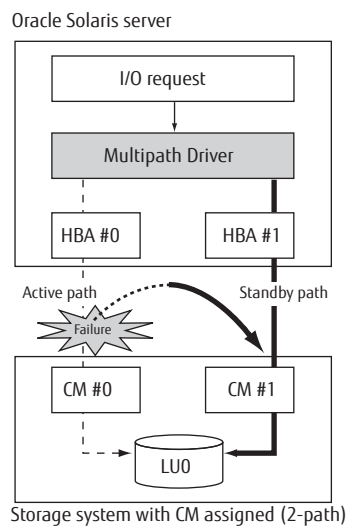 Oracle Solaris server
I/O request
Multipath Driver
HBA #0
HBA #1
Active path
Standby path
Failure
CM #0
CM #1
LU0
Storage system with CM assigned (2-path)